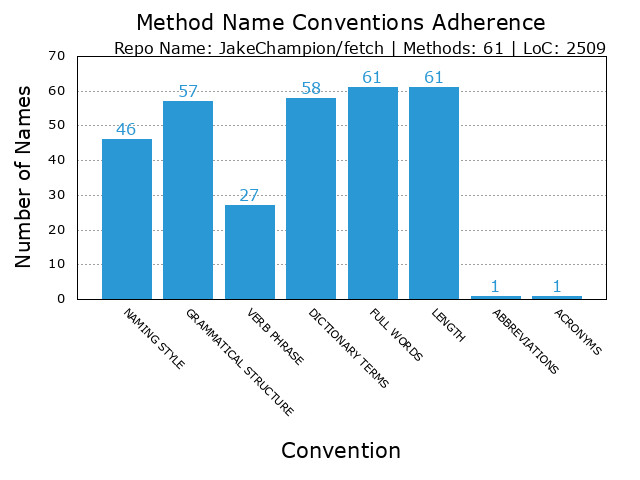 Method Name Conventions Adherence
Repo Name: JakeChampion/fetch | Methods: 61 | LoC: 2509
Number of Names
70
60
50
40
30
20
10
0
46
57
27
58
61
61
1
1
NAMING STYLE
GRAMMATICAL STRUCTURE
VERB PHRASE
DICTIONARY TERMS
FULL WORDS
LENGTH
ABBREVIATIONS
ACRONYMS
Convention